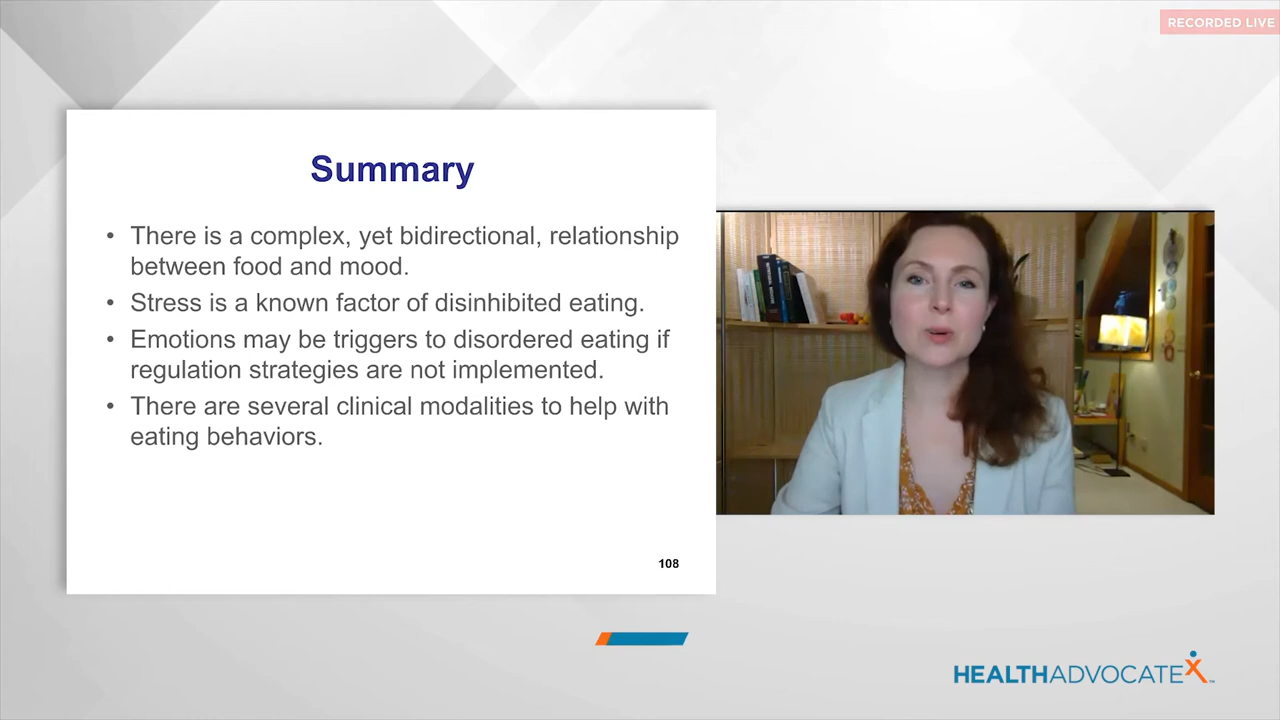 RECORDED LIVE
Summary
• There is a complex, yet bidirectional, relationship
between food and mood.
• Stress is a known factor of disinhibited eating.
• Emotions may be triggers to disordered eating if
regulation strategies are not implemented.
• There are several clinical modalities to help with
eating behaviors.
108
HEALTHADVOCATEX™